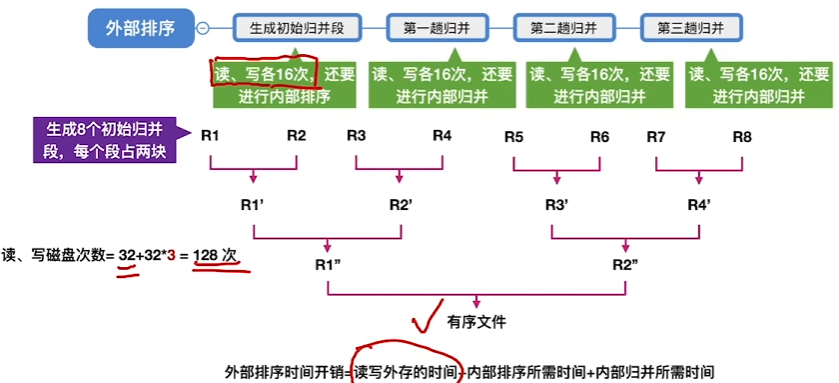 外部排序
生成初始归并段
第一趟归并
第二趟归并
第三趟归并
读、写各16次，还要
进行内部排序
读、写各16次，还要
进行内部归并
读、写各16次，还要
进行内部归并
读、写各16次，还要
进行内部归并
生成8个初始归并
段，每个段占两块
R1 R2 R3 R4 R5 R6 R7 R8
R1’ R2’ R3’ R4’
读、写磁盘次数= 32+32*3 = 128 次
R1” R2”
有序文件
外部排序时间开销=读写外存的时间+内部排序所需时间+内部归并所需时间